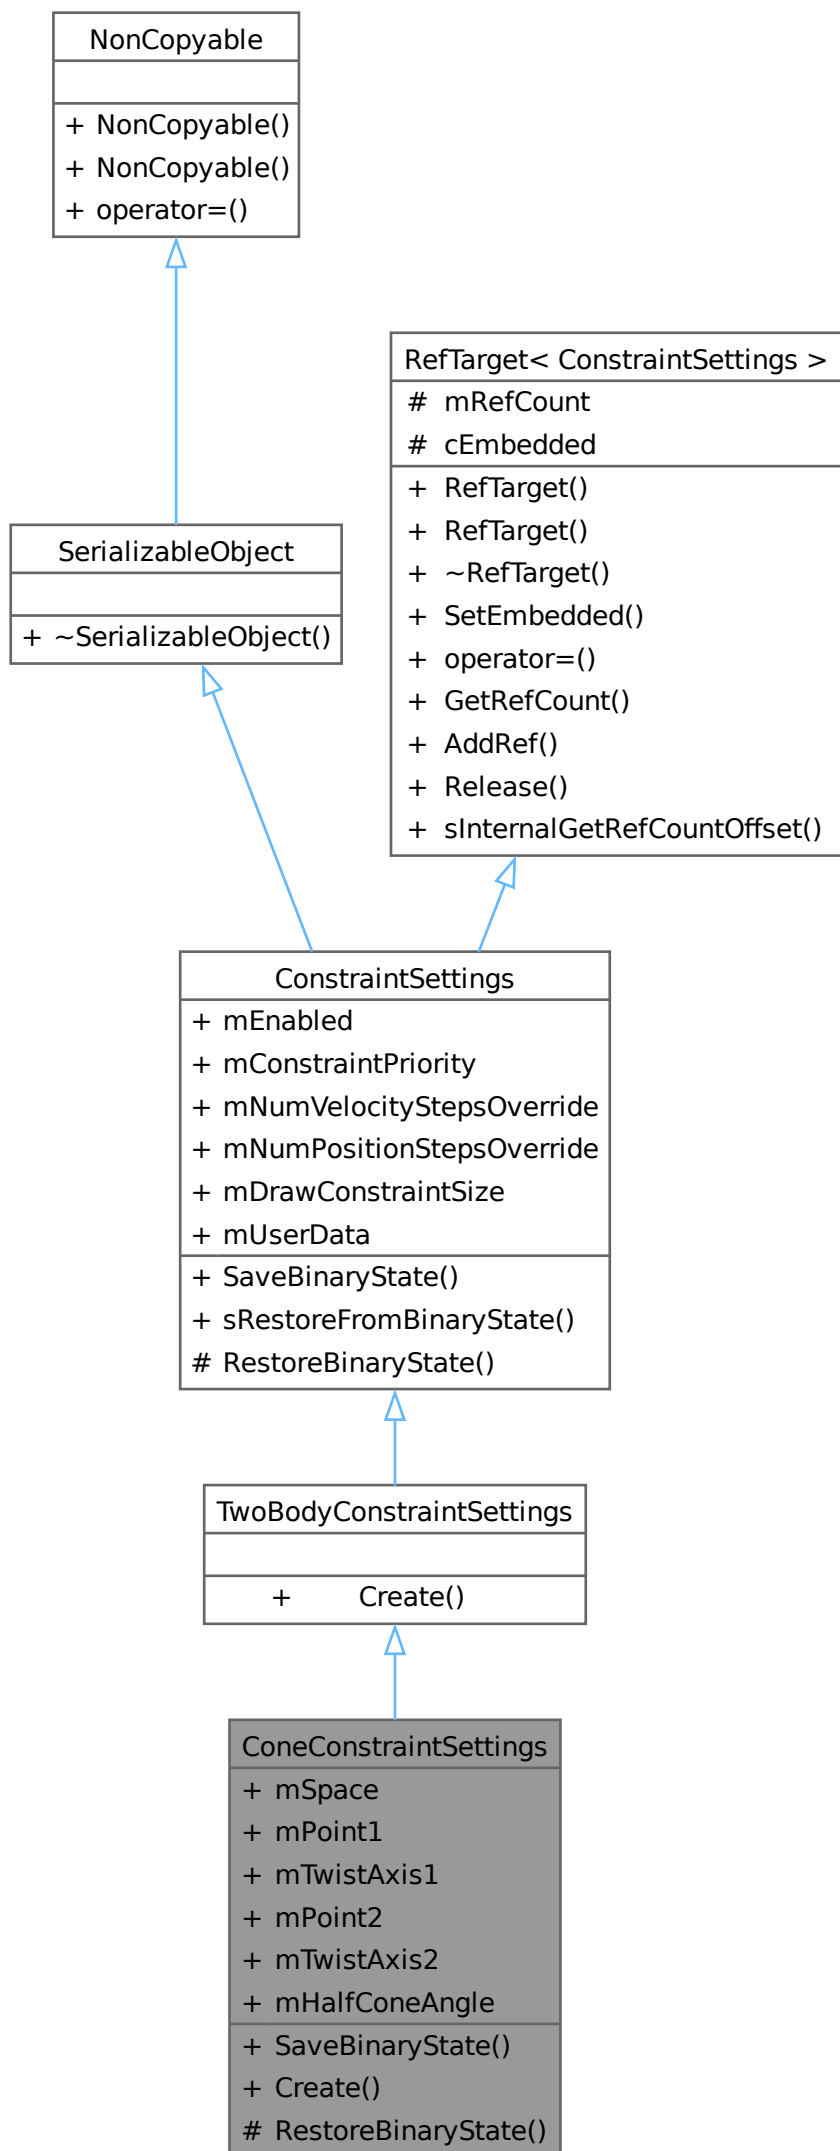 NonCopyable
+ NonCopyable()
+ NonCopyable()
+ operator=()
RefTarget< ConstraintSettings >
# mRefCount
# cEmbedded
+ RefTarget()
+ RefTarget()
+ ~RefTarget()
+ SetEmbedded()
+ operator=()
+ GetRefCount()
+ AddRef()
+ Release()
+ sInternalGetRefCountOffset()
SerializableObject
+ ~SerializableObject()
ConstraintSettings
+ mEnabled
+ mConstraintPriority
+ mNumVelocityStepsOverride
+ mNumPositionStepsOverride
+ mDrawConstraintSize
+ mUserData
+ SaveBinaryState()
+ sRestoreFromBinaryState()
# RestoreBinaryState()
TwoBodyConstraintSettings
+ Create()
ConeConstraintSettings
+ mSpace
+ mPoint1
+ mTwistAxis1
+ mPoint2
+ mTwistAxis2
+ mHalfConeAngle
+ SaveBinaryState()
+ Create()
# RestoreBinaryState()